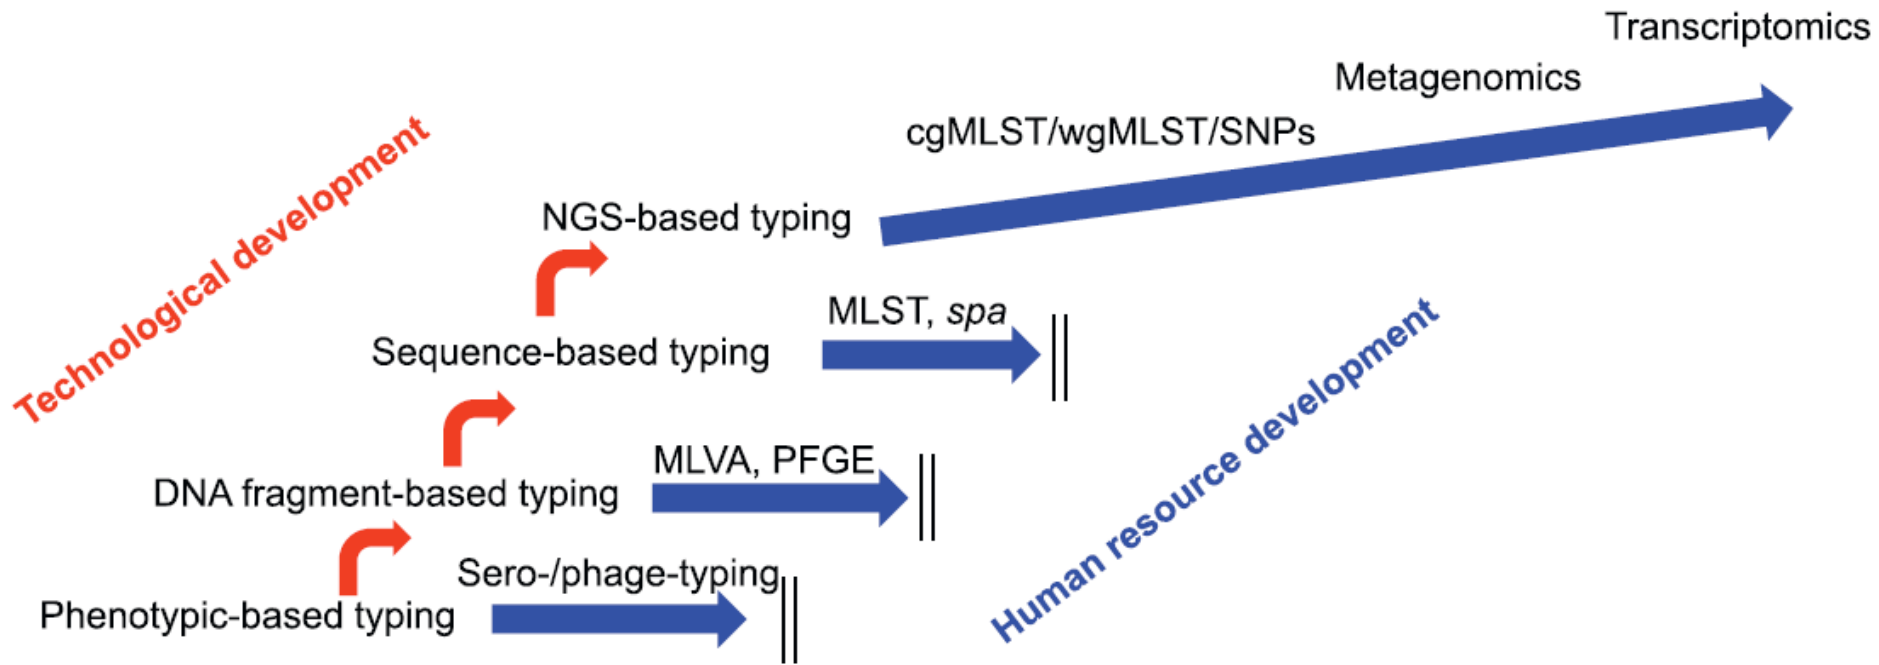 Transcriptomics
Metagenomics
cgMLST/wgMLST/SNPs
Technological development
NGS-based typing
MLST, spa
Sequence-based typing
Human resource development
MLVA, PFGE
DNA fragment-based typing
Sero-/phage-typing
Phenotypic-based typing